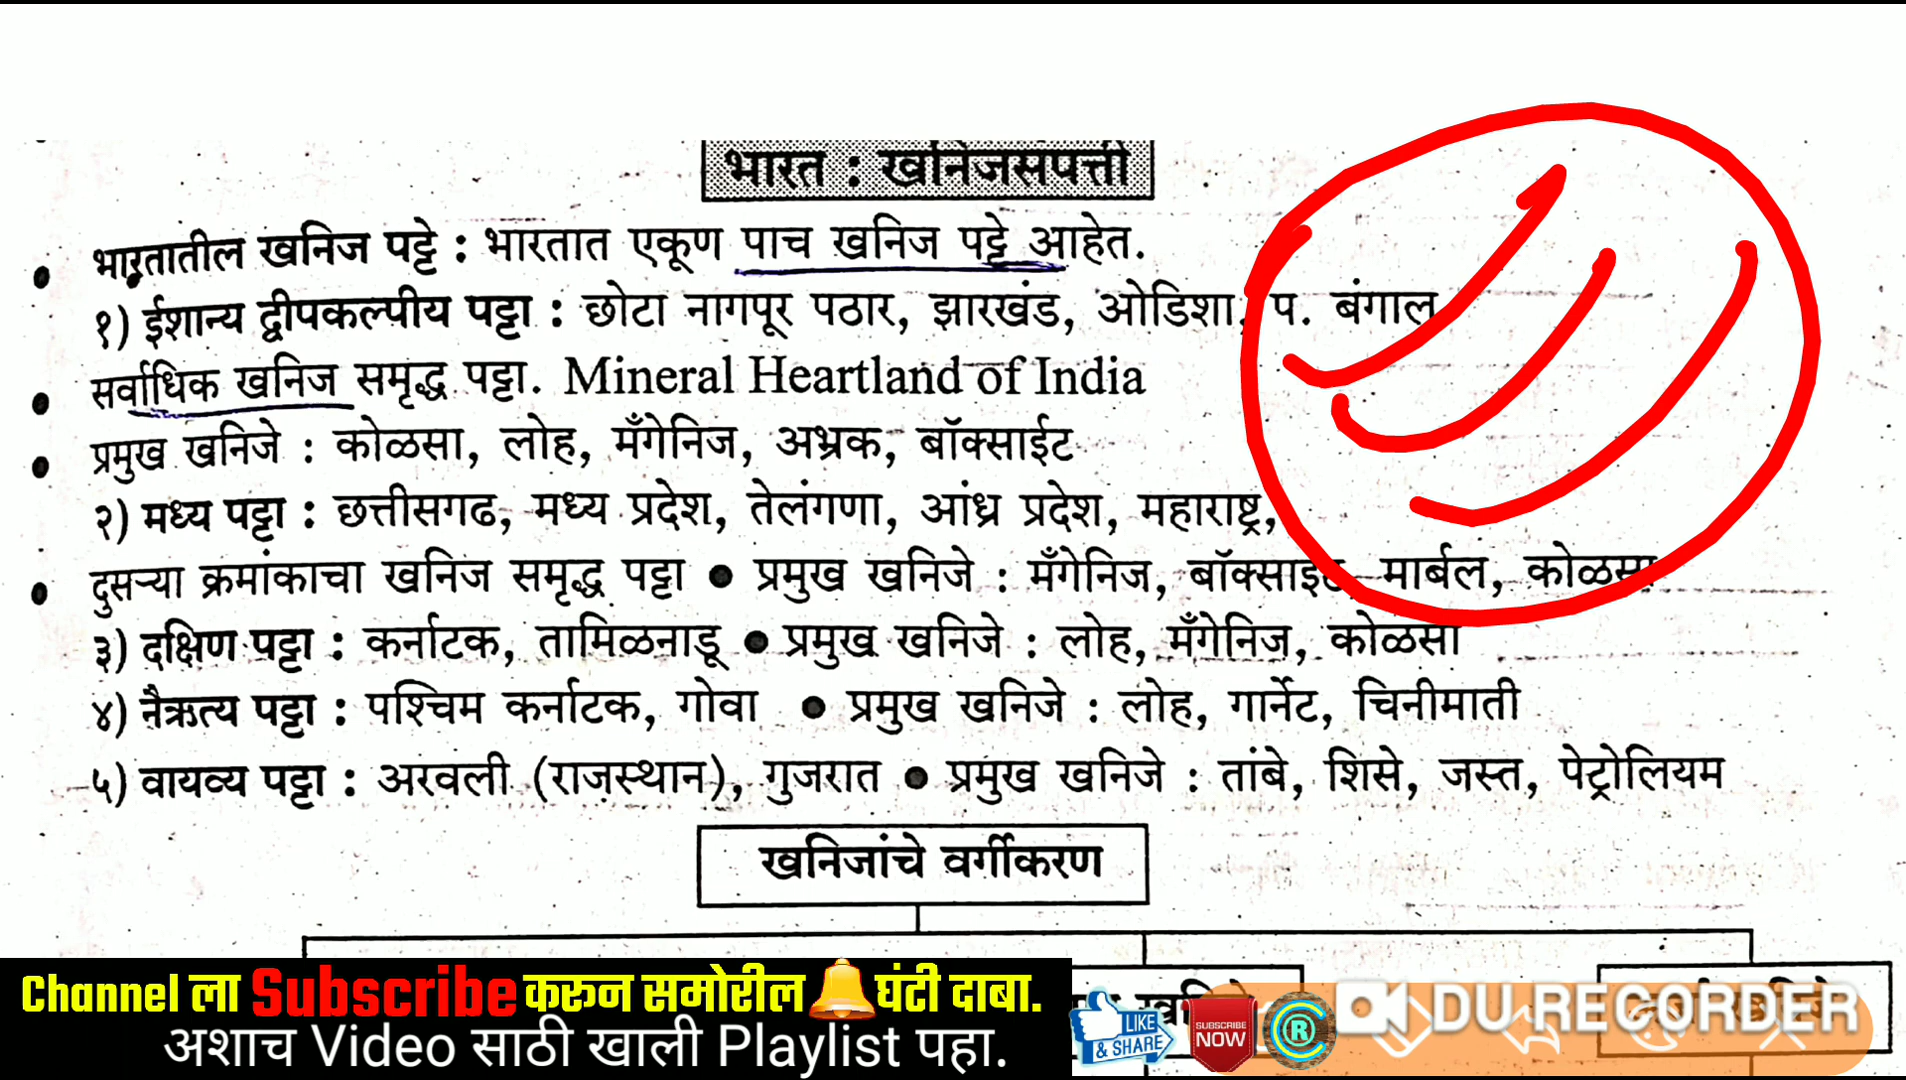 भारत : खनिजसंपत्ती
भारतातील खनिज पट्टे : भारतात एकूण पाच खनिज पट्टे आहेत.
१) ईशान्य द्वीपकल्पीय पट्टा : छोटा नागपूर पठार, झारखंड, ओडिशा, प. बंगाल
सर्वाधिक खनिज समृद्ध पट्टा. Mineral Heartland of India
प्रमुख खनिजे : कोळसा, लोह, मँगेनिज, अभ्रक, बॉक्साईट
२) मध्य पट्टा : छत्तीसगढ, मध्य प्रदेश, तेलंगणा, आंध्र प्रदेश, महाराष्ट्र,
दुसऱ्या क्रमांकाचा खनिज समृद्ध पट्टा ● प्रमुख खनिजे : मँगेनिज, बॉक्साइट, मार्बल, कोळसा
३) दक्षिण पट्टा : कर्नाटक, तामिळनाडू ● प्रमुख खनिजे : लोह, मँगेनिज, कोळसा
४) नैऋत्य पट्टा : पश्चिम कर्नाटक, गोवा ● प्रमुख खनिजे : लोह, गार्नेट, चिनीमाती
५) वायव्य पट्टा : अरवली (राजस्थान), गुजरात ● प्रमुख खनिजे : तांबे, शिसे, जस्त, पेट्रोलियम
खनिजांचे वर्गीकरण
Channel ला Subscribe करून समोरील घंटी दाबा.
अशाच Video साठी खाली Playlist पहा.
LIKE
& SHARE
SUBSCRIBE
NOW
R
DU RECORDER